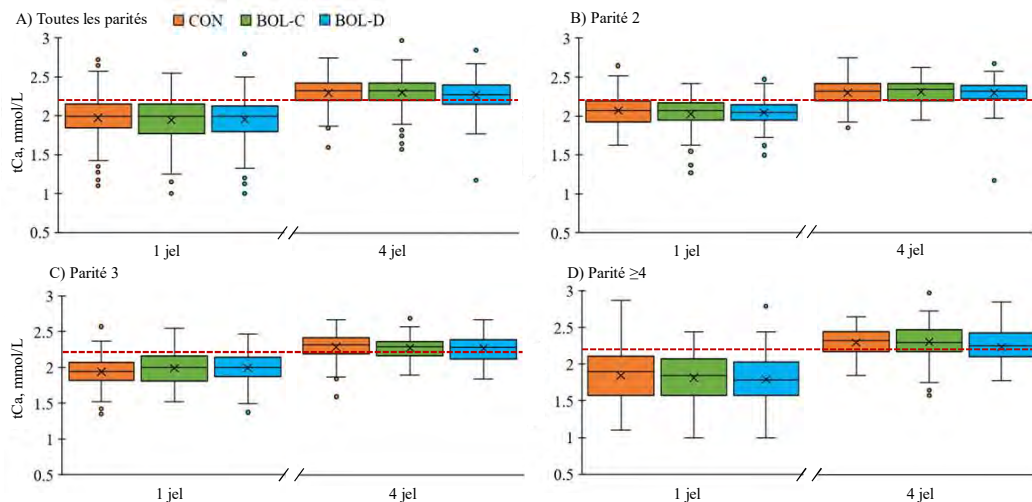 A) Toutes les parités
CON BOL-C BOL-D
tCa, mmol/L
3
2.5
2
1.5
1
0.5
1 jel
4 jel
B) Parité 2
3
2.5
2
1.5
1
0.5
1 jel
4 jel
C) Parité 3
tCa, mmol/L
3
2.5
2
1.5
1
0.5
1 jel
4 jel
D) Parité ≥4
3
2.5
2
1.5
1
0.5
1 jel
4 jel